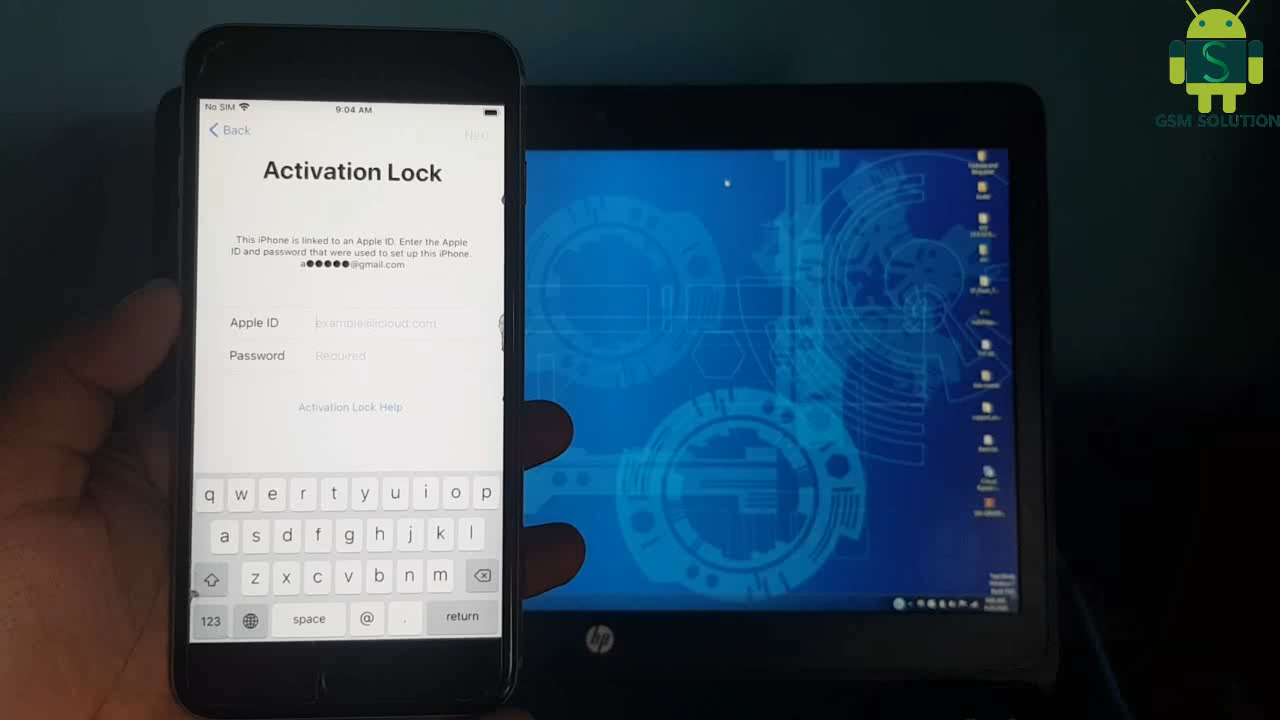 GSM SOLUTION
No SIM
9:04 AM
Back
Next
Activation Lock
This iPhone is linked to an Apple ID. Enter the Apple
ID and password that were used to set up this iPhone.
a●●●●●@gmail.com
Apple ID
example@icloud.com
Password
Required
Activation Lock Help
q w e r t y u i o p
a s d f g h j k l
z x c v b n m
123 space @ . return
hp